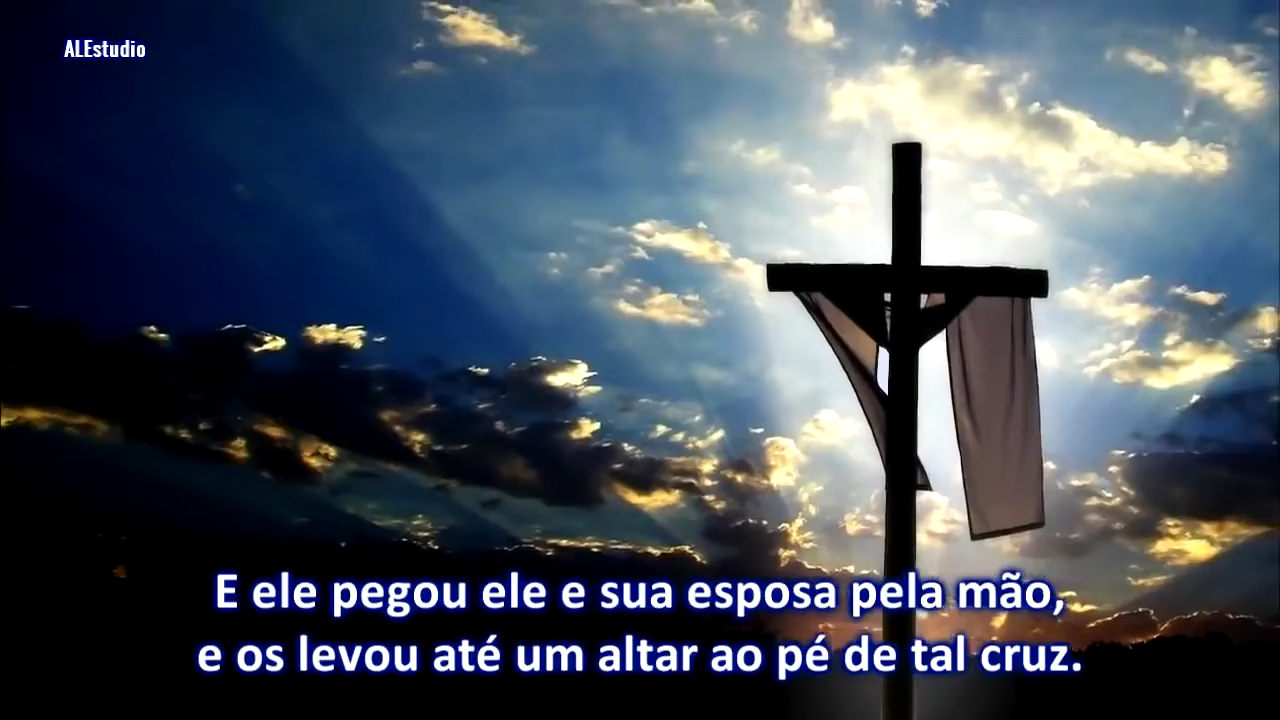 ALEstudio
E ele pegou ele e sua esposa pela mão,
e os levou até um altar ao pé de tal cruz.